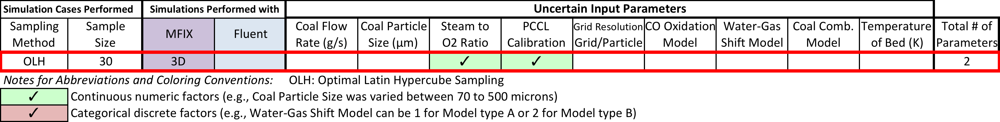 Simulation Cases Performed Simulations Performed with Uncertain Input Parameters
Sampling Method Sample Size MFIX Fluent Coal Flow Rate (g/s) Coal Particle Size (µm) Steam to O2 Ratio PCCL Calibration Grid Resolution Grid/Particle CO Oxidation Model Water-Gas Shift Model Coal Comb. Model Temperature of Bed (K) Total # of Parameters
OLH 30 3D ✓ ✓ 2
Notes for Abbreviations and Coloring Conventions: OLH: Optimal Latin Hypercube Sampling
✓ Continuous numeric factors (e.g., Coal Particle Size was varied between 70 to 500 microns)
✓ Categorical discrete factors (e.g., Water-Gas Shift Model can be 1 for Model type A or 2 for Model type B)